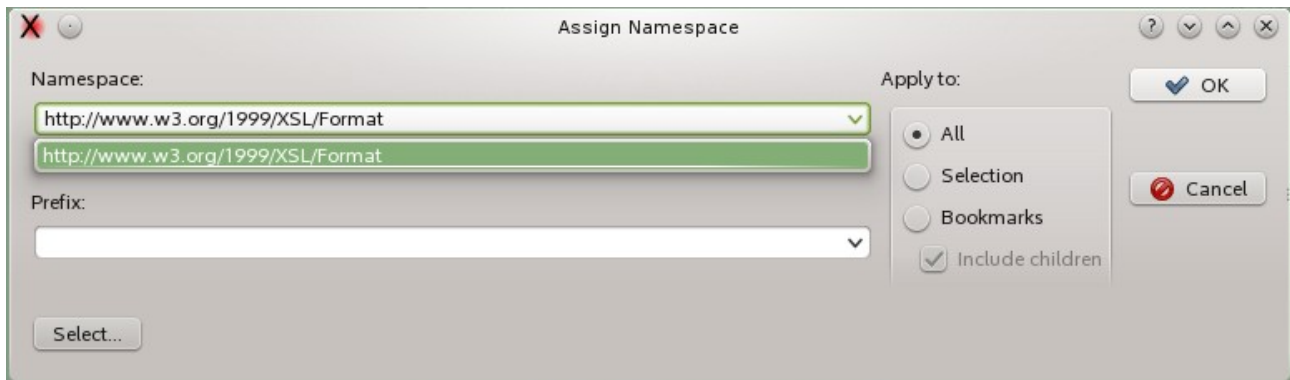 Assign Namespace
Namespace:
http://www.w3.org/1999/XSL/Format
http://www.w3.org/1999/XSL/Format
Prefix:
Select...
Apply to:
All
Selection
Bookmarks
Include children
OK
Cancel